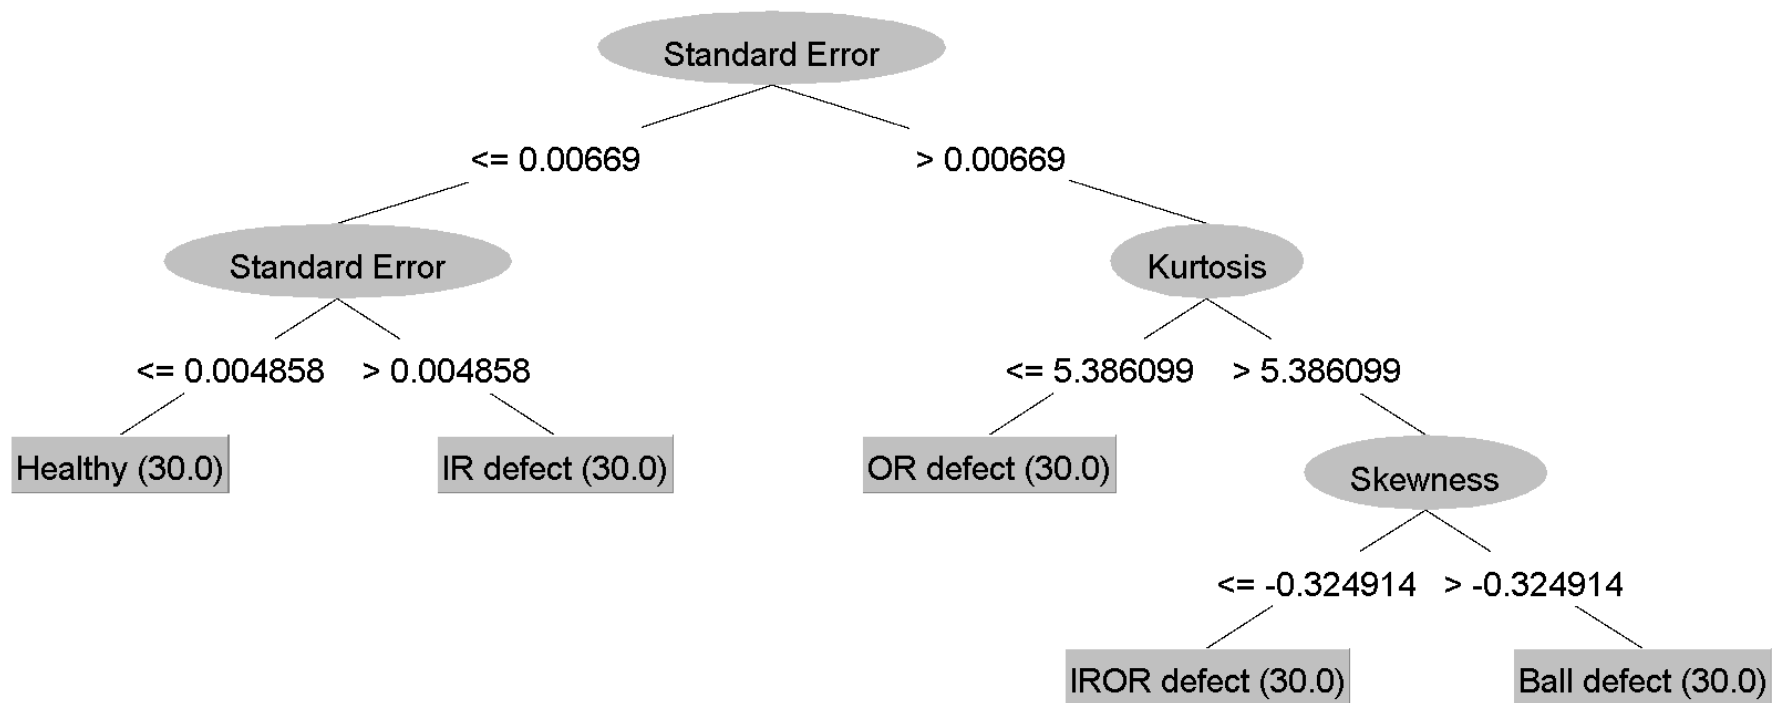 Standard Error
<= 0.00669
> 0.00669
Standard Error
Kurtosis
<= 0.004858
> 0.004858
<= 5.386099
> 5.386099
Healthy (30.0)
IR defect (30.0)
OR defect (30.0)
Skewness
<= -0.324914
> -0.324914
IROR defect (30.0)
Ball defect (30.0)